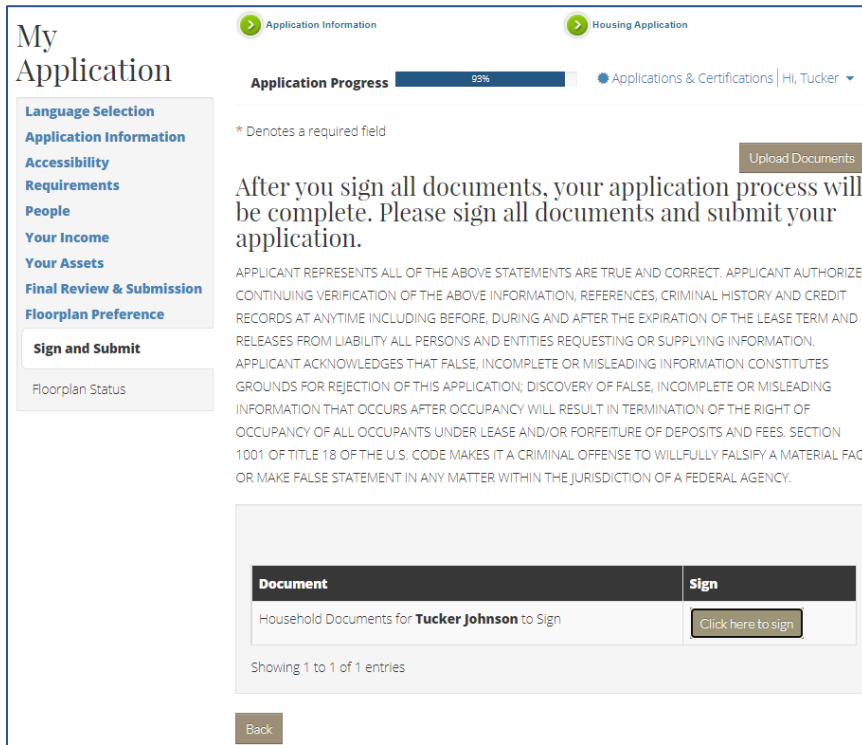 My
Application
Language Selection
Application Information
Accessibility
Requirements
People
Your Income
Your Assets
Final Review & Submission
Floorplan Preference
Sign and Submit
Floorplan Status
Application Information
Housing Application
Application Progress 93% Applications & Certifications | Hi, Tucker
* Denotes a required field
Upload Documents
After you sign all documents, your application process will
be complete. Please sign all documents and submit your
application.
APPLICANT REPRESENTS ALL OF THE ABOVE STATEMENTS ARE TRUE AND CORRECT. APPLICANT AUTHORIZE
CONTINUING VERIFICATION OF THE ABOVE INFORMATION, REFERENCES, CRIMINAL HISTORY AND CREDIT
RECORDS AT ANYTIME INCLUDING BEFORE, DURING AND AFTER THE EXPIRATION OF THE LEASE TERM AND
RELEASES FROM LIABILITY ALL PERSONS AND ENTITIES REQUESTING OR SUPPLYING INFORMATION.
APPLICANT ACKNOWLEDGES THAT FALSE, INCOMPLETE OR MISLEADING INFORMATION CONSTITUTES
GROUNDS FOR REJECTION OF THIS APPLICATION; DISCOVERY OF FALSE, INCOMPLETE OR MISLEADING
INFORMATION THAT OCCURS AFTER OCCUPANCY WILL RESULT IN TERMINATION OF THE RIGHT OF
OCCUPANCY OF ALL OCCUPANTS UNDER LEASE AND/OR FORFEITURE OF DEPOSITS AND FEES. SECTION
1001 OF TITLE 18 OF THE U.S. CODE MAKES IT A CRIMINAL OFFENSE TO WILLFULLY FALSIFY A MATERIAL FAC
OR MAKE FALSE STATEMENT IN ANY MATTER WITHIN THE JURISDICTION OF A FEDERAL AGENCY.
Document Sign
Household Documents for Tucker Johnson to Sign Click here to sign
Showing 1 to 1 of 1 entries
Back